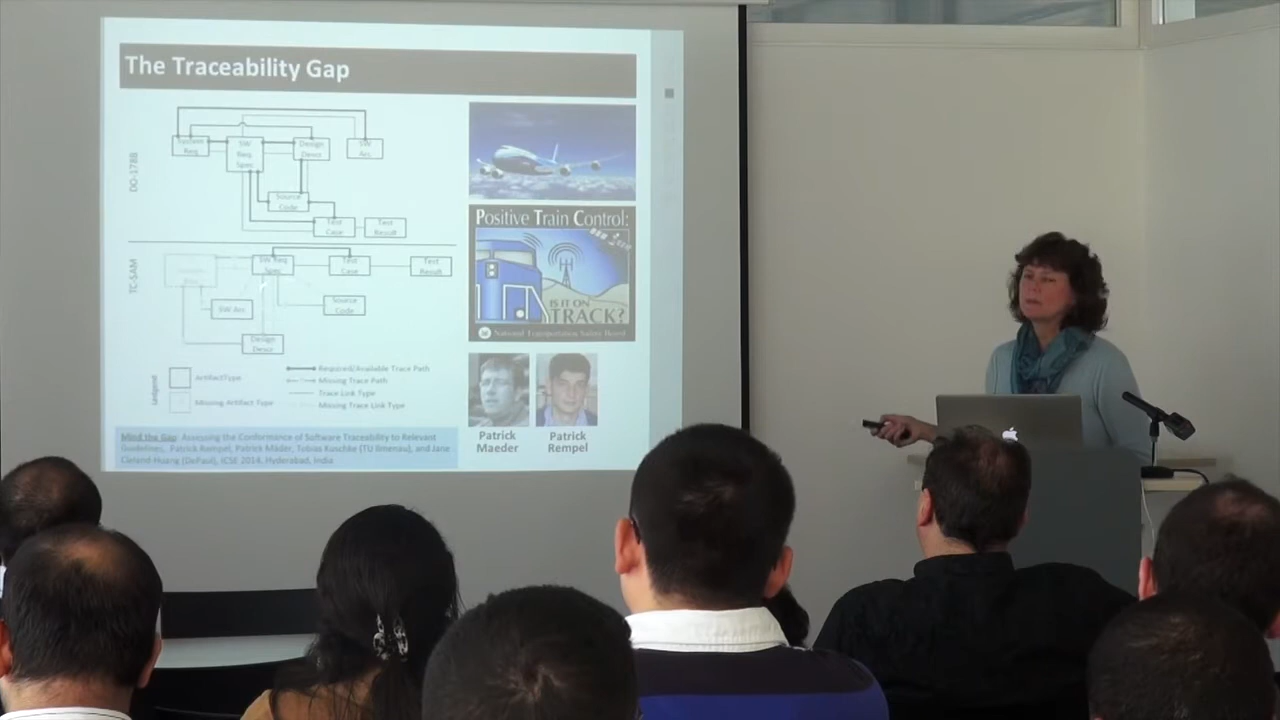 The Traceability Gap
DO-178B
System
Req
SW
Req
Spec
Design
Descr
SW
Arc
Source
Code
Test
Case
Test
Result
TC-SAM
SW Req
Spec
Test
Case
Test
Result
SW Arc
Source
Code
Design
Descr
Legend
ArtifactType
Missing Artifact Type
Required/Available Trace Path
Missing Trace Path
Trace Link Type
Missing Trace Link Type
Positive Train Control:
IS IT ON
TRACK?
National Transportation Safety Board
Patrick
Maeder
Patrick
Rempel
Mind the Gap: Assessing the Conformance of Software Traceability to Relevant
Guidelines, Patrick Rempel, Patrick Mäder, Tobias Kuschke (TU Ilmenau), and Jane
Cleland-Huang (DePaul), ICSE 2014, Hyderabad, India